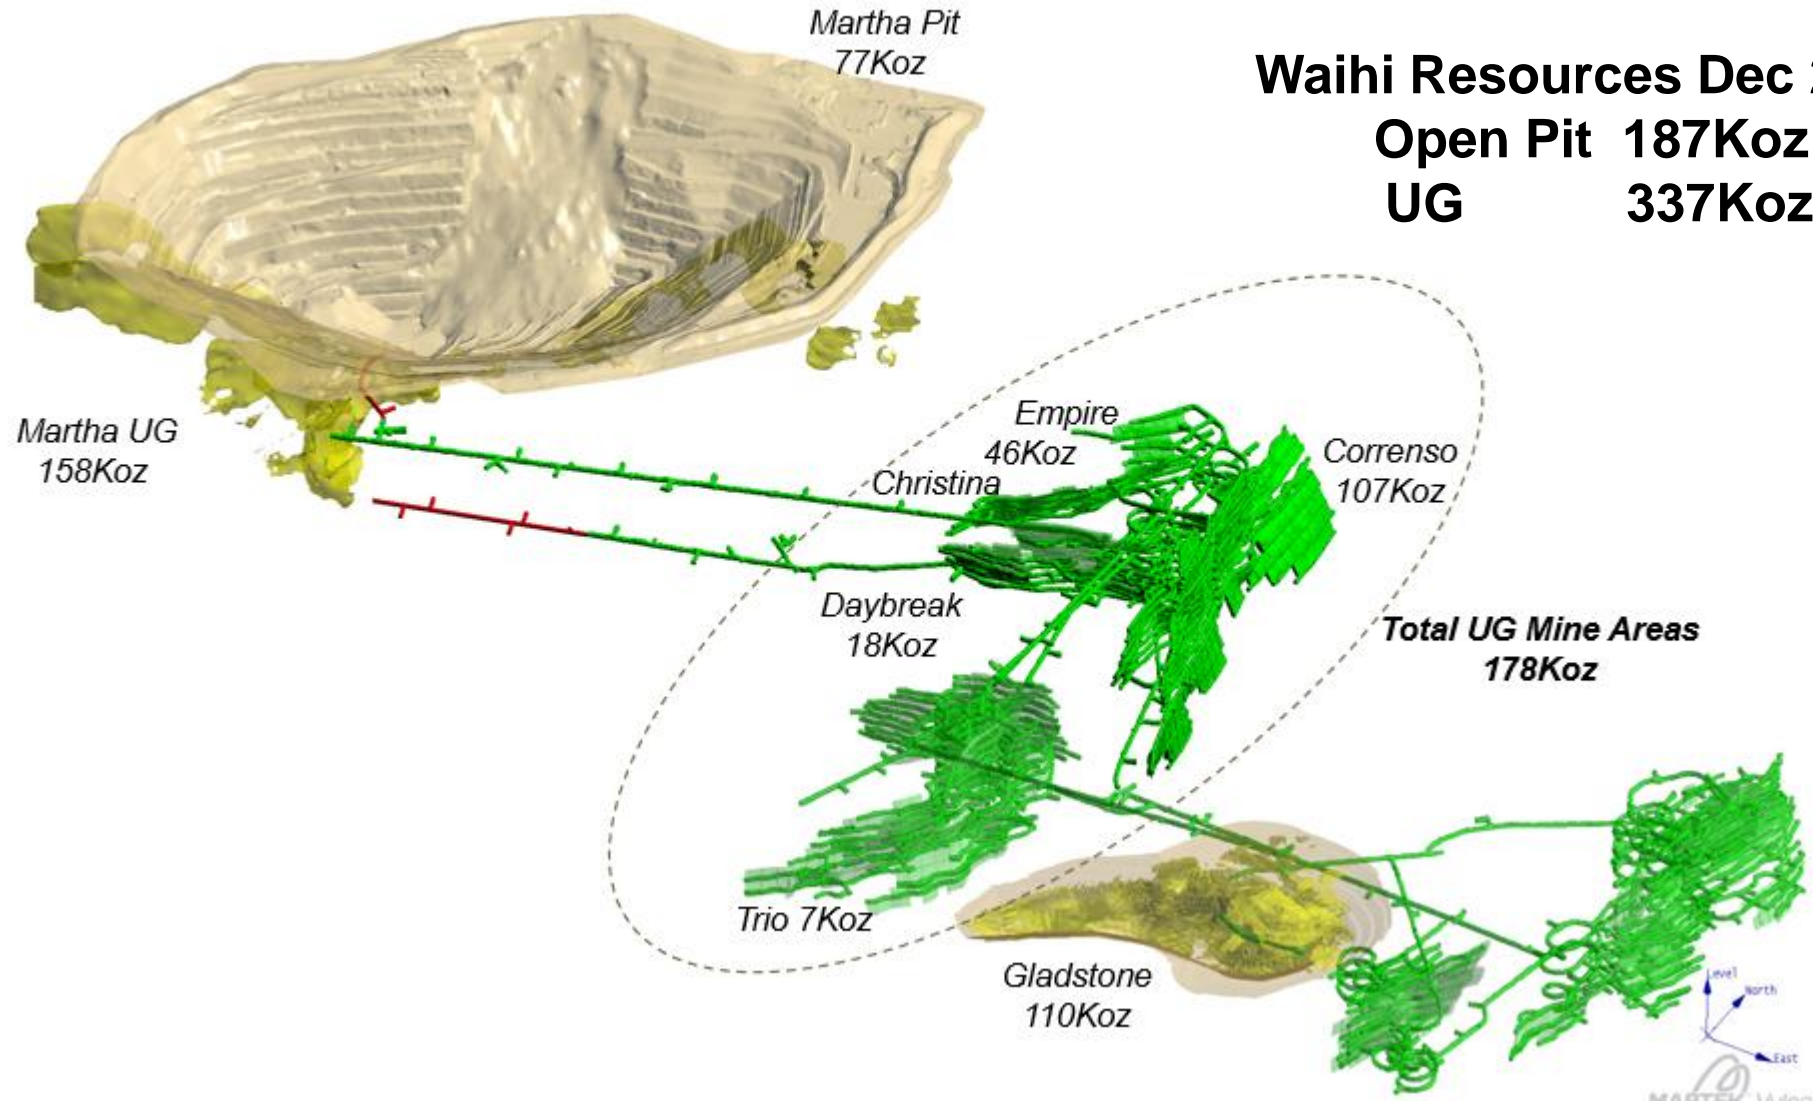 Martha Pit
77Koz
Waihi Resources Dec
Open Pit 187Koz
UG 337Koz
Martha UG
158Koz
Empire
46Koz
Christina
Correnso
107Koz
Daybreak
18Koz
Total UG Mine Areas
178Koz
Trio 7Koz
Gladstone
110Koz
Level
North
East